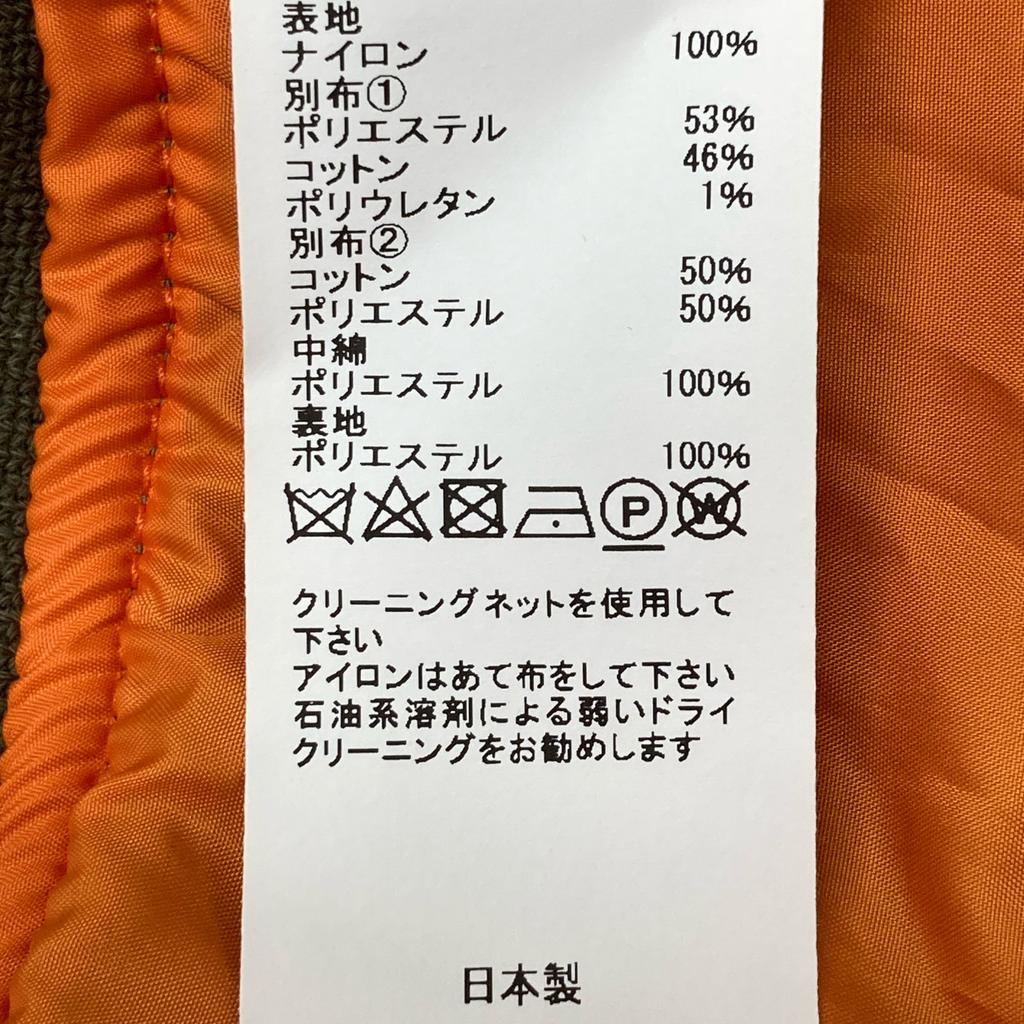 表地
ナイロン 100%
別布①
ポリエステル 53%
コットン 46%
ポリウレタン 1%
別布②
コットン 50%
ポリエステル 50%
中綿
ポリエステル 100%
裏地
ポリエステル 100%
P W
クリーニングネットを使用して
下さい
アイロンはあて布をして下さい
石油系溶剤による弱いドライ
クリーニングをお勧めします
日本製